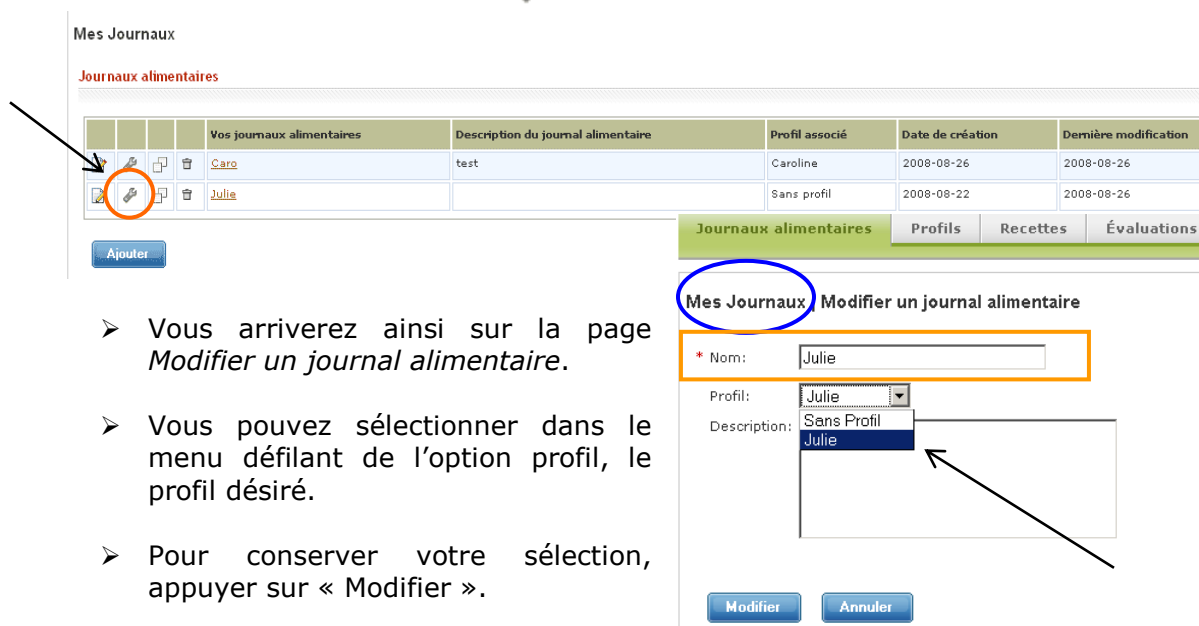 Mes Journaux
Journaux alimentaires
Vos journaux alimentaires Description du journal alimentaire Profil associé Date de création Dernière modification
Caro test Caroline 2008-08-26 2008-08-26
Julie Sans profil 2008-08-22 2008-08-26
Ajouter
Journaux alimentaires Profils Recettes Évaluations
Mes Journaux | Modifier un journal alimentaire
* Nom: Julie
Profil: Julie
Sans Profil
Julie
Description:
Modifier Annuler
➢ Vous arriverez ainsi sur la page
Modifier un journal alimentaire.
➢ Vous pouvez sélectionner dans le
menu défilant de l’option profil, le
profil désiré.
➢ Pour conserver votre sélection,
appuyer sur « Modifier ».